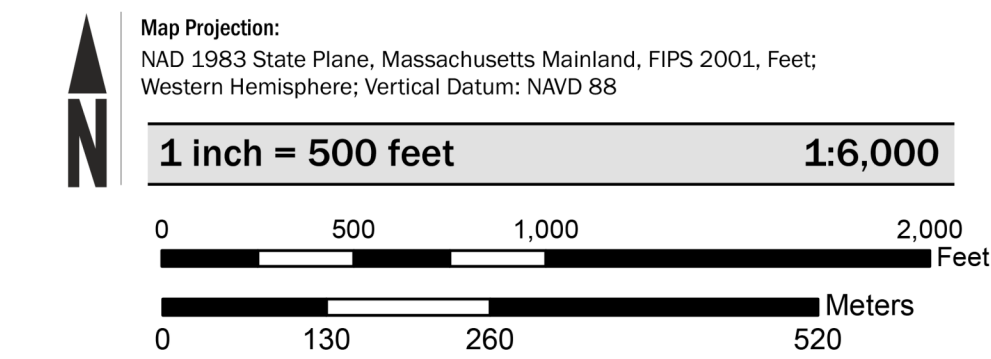 N
Map Projection:
NAD 1983 State Plane, Massachusetts Mainland, FIPS 2001, Feet;
Western Hemisphere; Vertical Datum: NAVD 88
1 inch = 500 feet 1:6,000
0 500 1,000 2,000
Feet
Meters
0 130 260 520